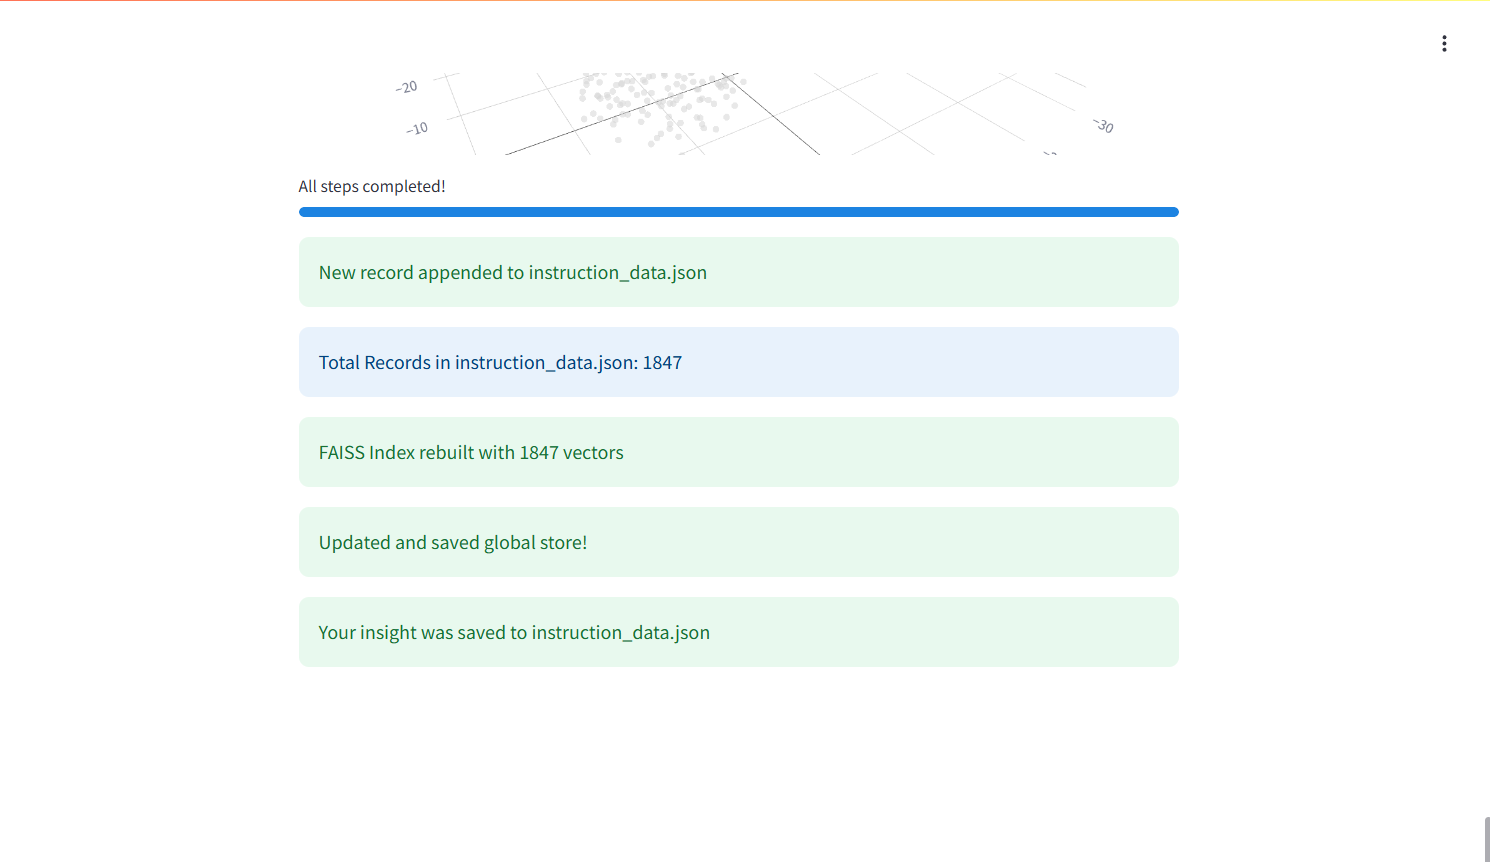 −20
−10
−30
All steps completed!
New record appended to instruction_data.json
Total Records in instruction_data.json: 1847
FAISS Index rebuilt with 1847 vectors
Updated and saved global store!
Your insight was saved to instruction_data.json